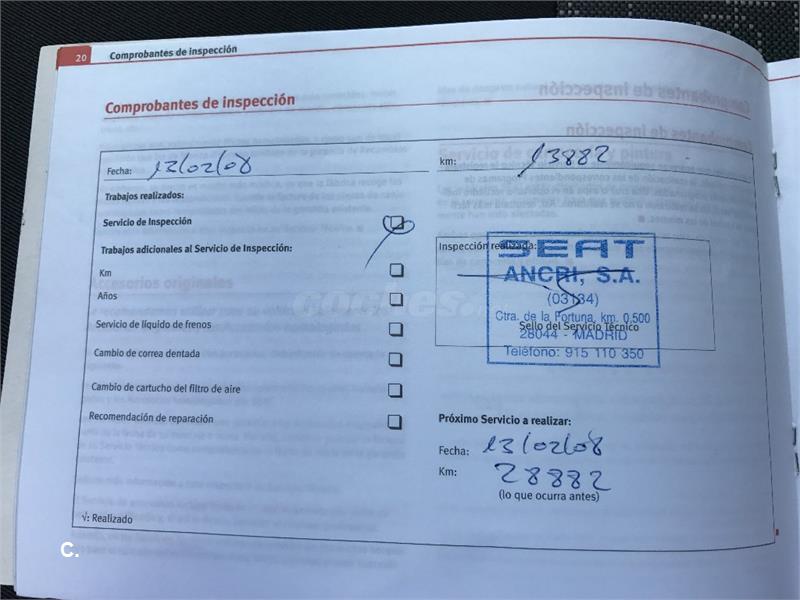 20 Comprobantes de inspección
Comprobantes de inspección
Fecha: 13/02/08
km: 13882
Trabajos realizados:
Servicio de Inspección
Trabajos adicionales al Servicio de Inspección:
Km
Años
Servicio de líquido de frenos
Cambio de correa dentada
Cambio de cartucho del filtro de aire
Recomendación de reparación
√: Realizado
Inspección realizada:
SEAT
ANCRI, S.A.
(03134)
Ctra. de la Fortuna, km. 0,500
Sello del Servicio Técnico
28044 - MADRID
Teléfono: 915 110 350
Próximo Servicio a realizar:
Fecha: 13/02/08
Km: 28882
(lo que ocurra antes)
coches.
C.